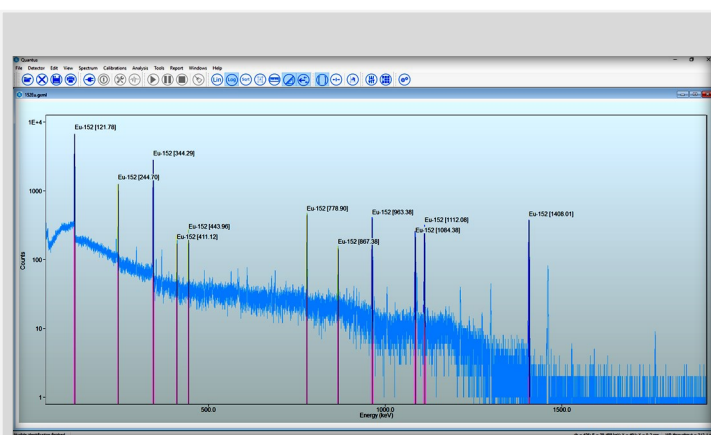 Quantus
File Detector Edit View Spectrum Calibrations Analysis Tools Report Windows Help
Lin Log
1E+4
1000
100
10
1
Counts
Eu-152 [121.78]
Eu-152 [244.70]
Eu-152 [344.29]
Eu-152 [411.12]
Eu-152 [443.96]
Eu-152 [778.90]
Eu-152 [867.38]
Eu-152 [963.38]
Eu-152 [1112.08]
Eu-152 [1084.38]
Eu-152 [1408.01]
500.0 1000.0 1500.0
Energy (keV)